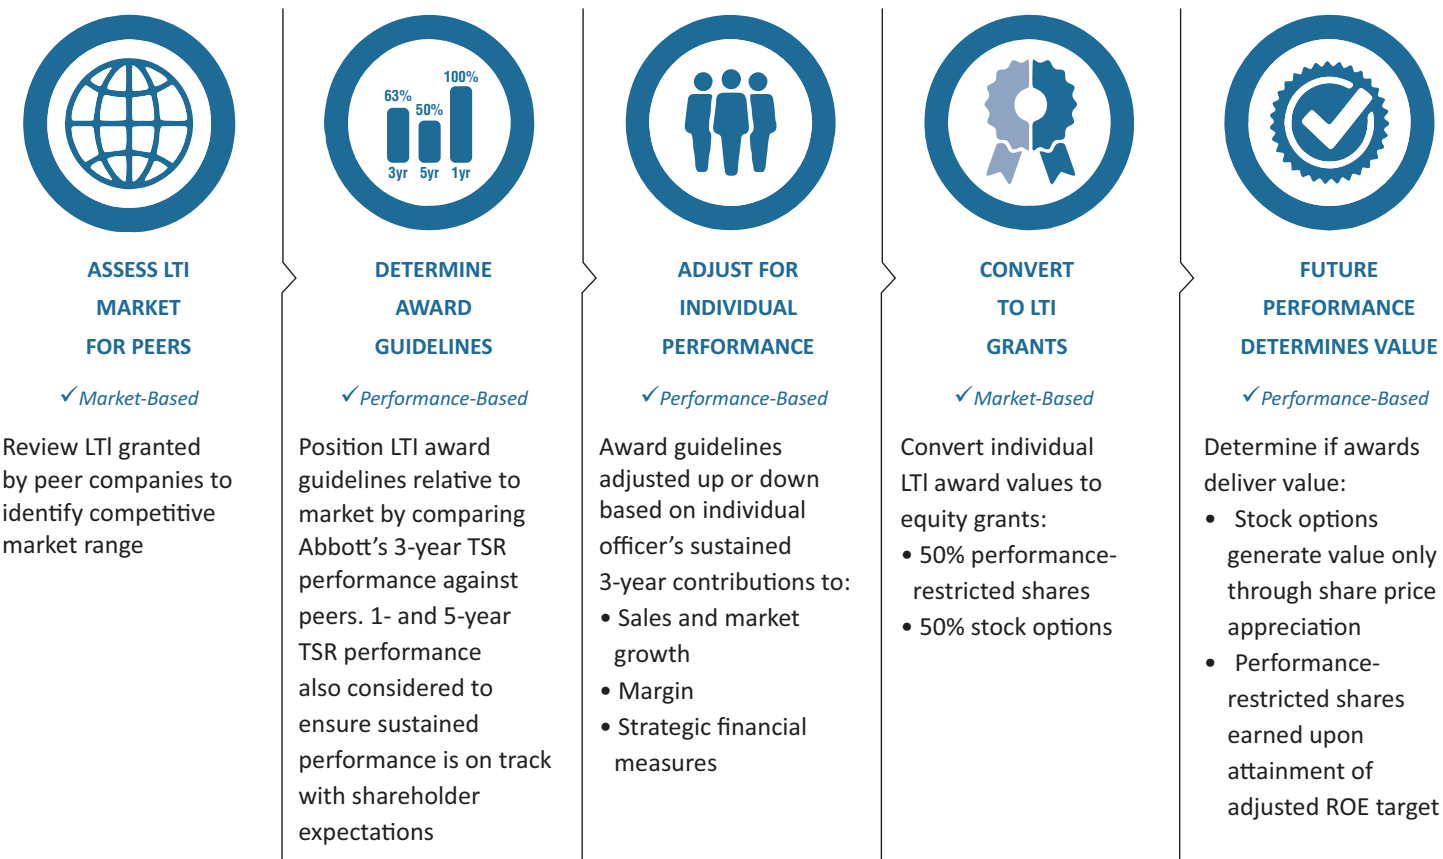 ASSESS LTI
MARKET
FOR PEERS
✓Market-Based
Review LTI granted
by peer companies to
identify competitive
market range
100%
63%
50%
3yr 5yr 1yr
DETERMINE
AWARD
GUIDELINES
✓Performance-Based
Position LTI award
guidelines relative to
market by comparing
Abbott’s 3-year TSR
performance against
peers. 1- and 5-year
TSR performance
also considered to
ensure sustained
performance is on track
with shareholder
expectations
ADJUST FOR
INDIVIDUAL
PERFORMANCE
✓Performance-Based
Award guidelines
adjusted up or down
based on individual
officer’s sustained
3-year contributions to:
• Sales and market
growth
• Margin
• Strategic financial
measures
CONVERT
TO LTI
GRANTS
✓Market-Based
Convert individual
LTI award values to
equity grants:
• 50% performance-
restricted shares
• 50% stock options
FUTURE
PERFORMANCE
DETERMINES VALUE
✓Performance-Based
Determine if awards
deliver value:
• Stock options
generate value only
through share price
appreciation
• Performance-
restricted shares
earned upon
attainment of
adjusted ROE target